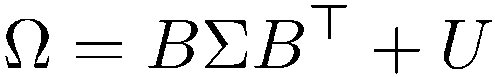 Ω = BΣB⊤ + U